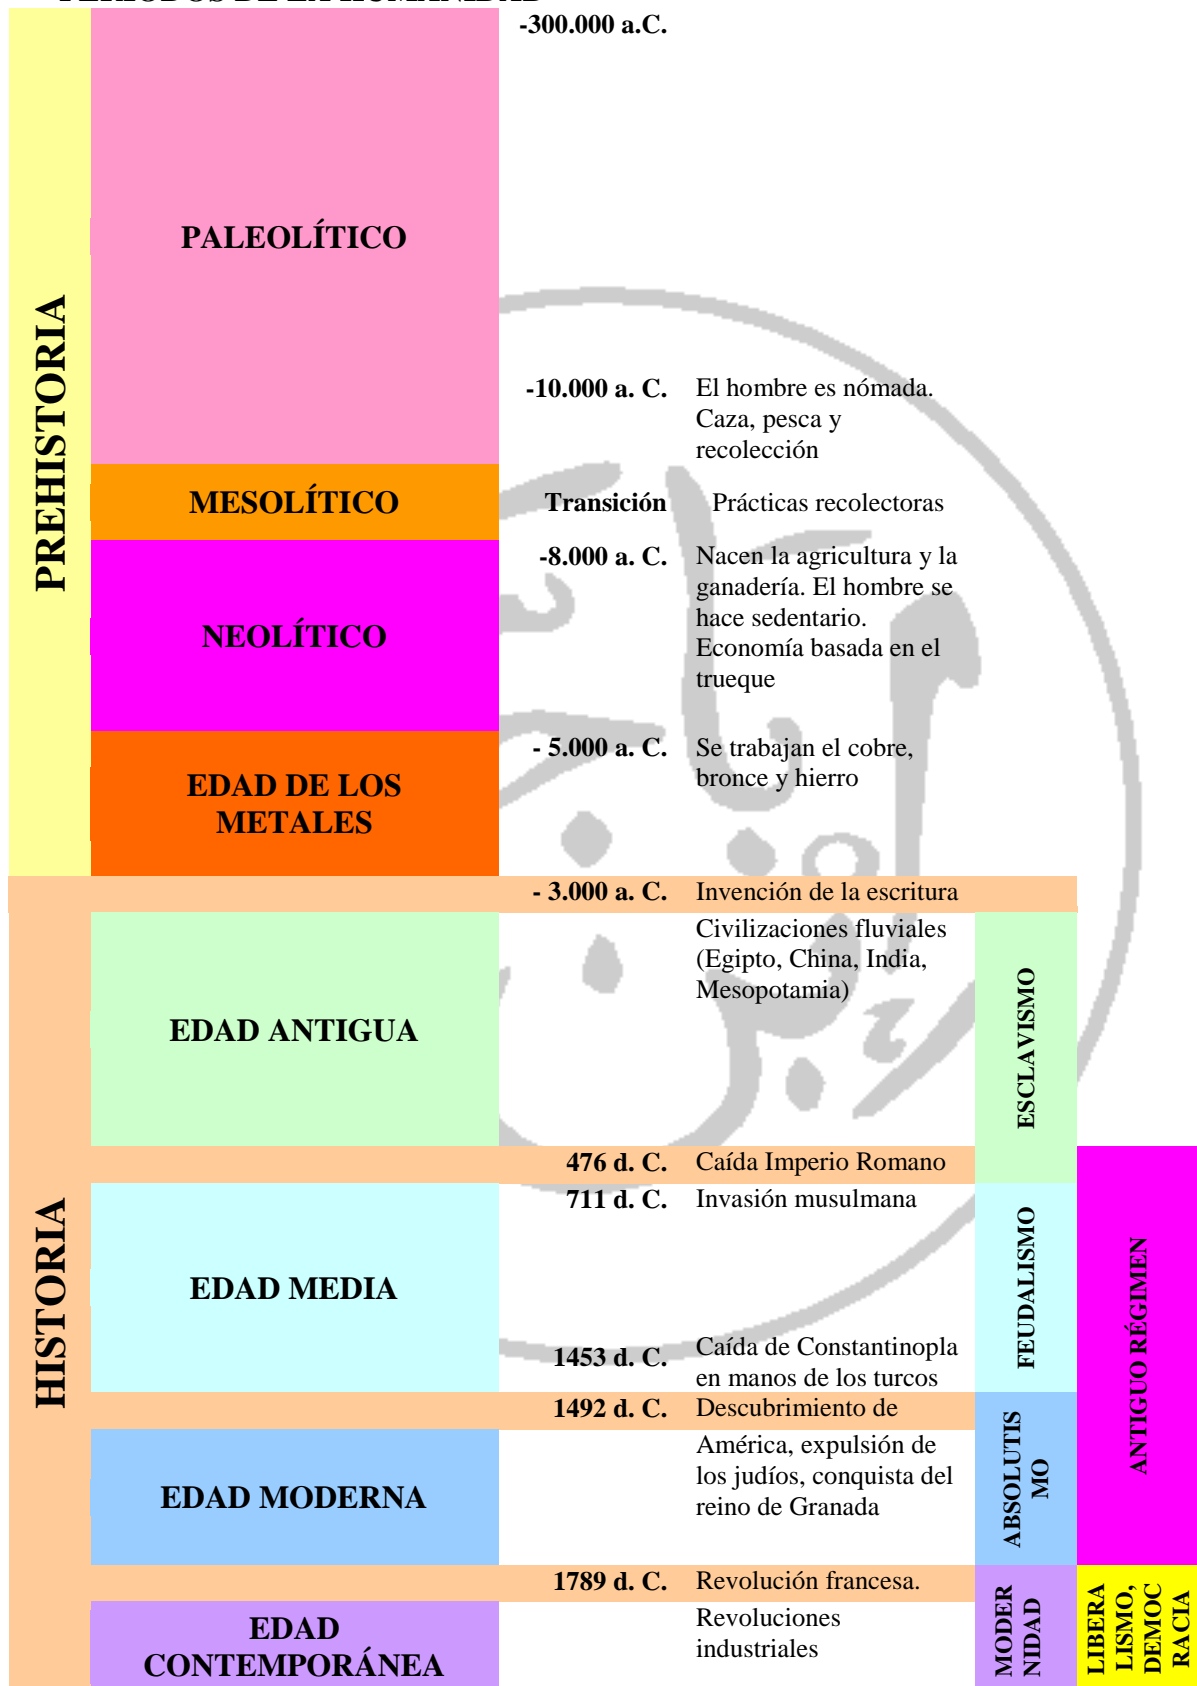 PERIODOS DE LA HUMANIDAD
PREHISTORIA
PALEOLÍTICO
-300.000 a.C.
-10.000 a. C. El hombre es nómada.
Caza, pesca y
recolección
MESOLÍTICO
Transición Prácticas recolectoras
NEOLÍTICO
-8.000 a. C. Nacen la agricultura y la
ganadería. El hombre se
hace sedentario.
Economía basada en el
trueque
EDAD DE LOS
METALES
- 5.000 a. C. Se trabajan el cobre,
bronce y hierro
HISTORIA
- 3.000 a. C. Invención de la escritura
EDAD ANTIGUA
Civilizaciones fluviales
(Egipto, China, India,
Mesopotamia)
ESCLAVISMO
476 d. C. Caída Imperio Romano
EDAD MEDIA
711 d. C. Invasión musulmana
1453 d. C. Caída de Constantinopla
en manos de los turcos
FEUDALISMO
ANTIGUO RÉGIMEN
1492 d. C. Descubrimiento de
América, expulsión de
los judíos, conquista del
reino de Granada
EDAD MODERNA
ABSOLUTIS
MO
1789 d. C. Revolución francesa.
Revoluciones
industriales
EDAD
CONTEMPORÁNEA
MODER
NIDAD
LIBERA
LISMO,
DEMOC
RACIA